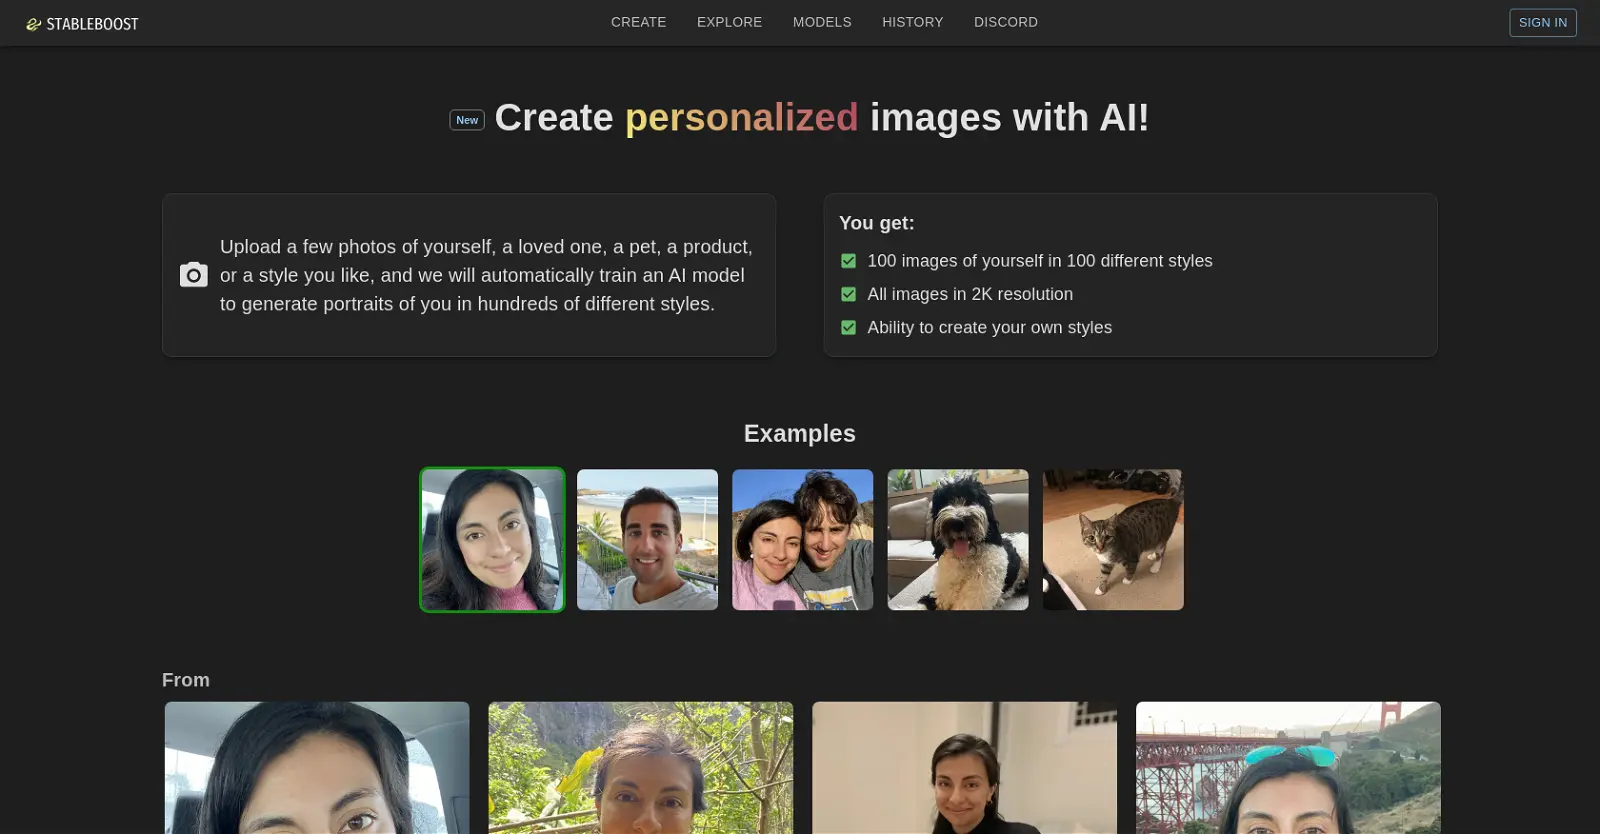 STABLEBOOST
CREATE EXPLORE MODELS HISTORY DISCORD
SIGN IN
New Create personalized images with AI!
Upload a few photos of yourself, a loved one, a pet, a product,
or a style you like, and we will automatically train an AI model
to generate portraits of you in hundreds of different styles.
You get:
100 images of yourself in 100 different styles
All images in 2K resolution
Ability to create your own styles
Examples
From